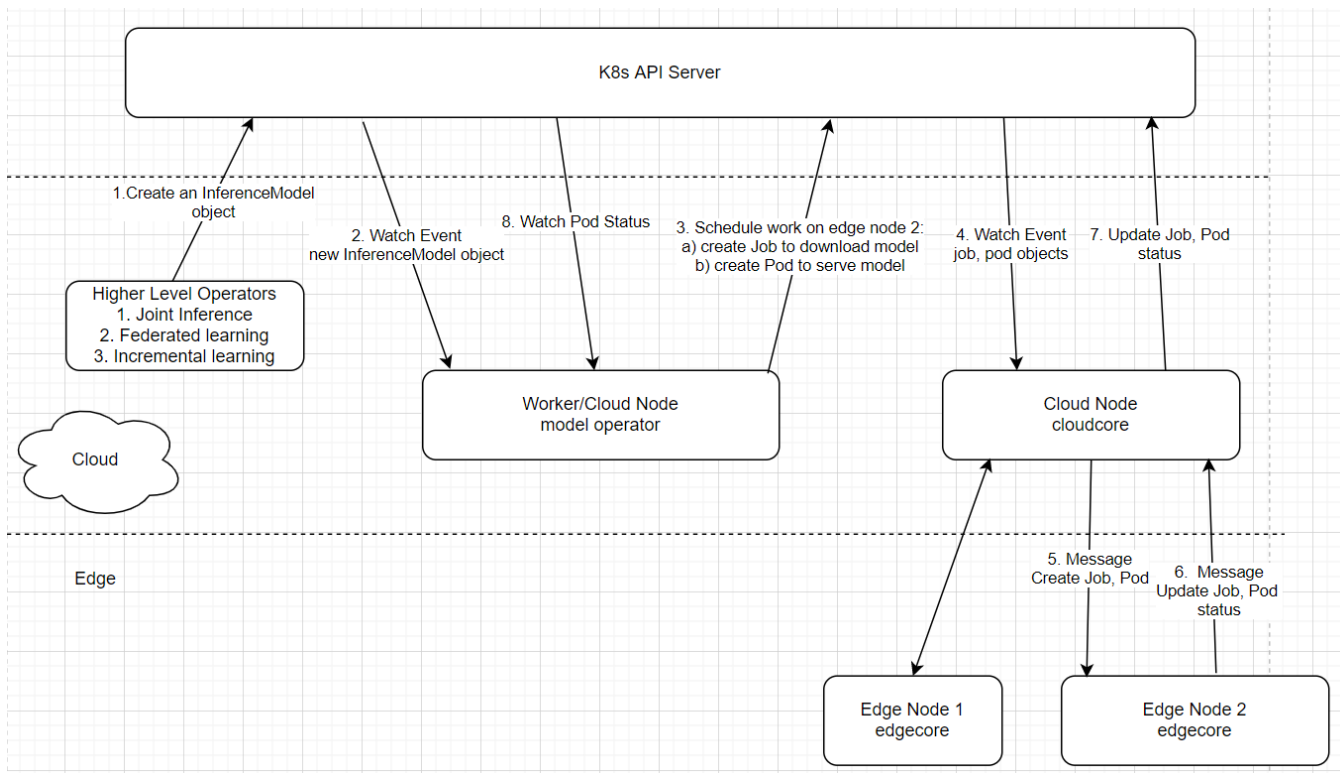 K8s API Server
1.Create an InferenceModel
object
2. Watch Event
new InferenceModel object
8. Watch Pod Status
3. Schedule work on edge node 2:
a) create Job to download model
b) create Pod to serve model
4. Watch Event
job, pod objects
7. Update Job, Pod
status
Higher Level Operators
1. Joint Inference
2. Federated learning
3. Incremental learning
Worker/Cloud Node
model operator
Cloud Node
cloudcore
Cloud
Edge
5. Message
Create Job, Pod
6. Message
Update Job, Pod
status
Edge Node 1
edgecore
Edge Node 2
edgecore